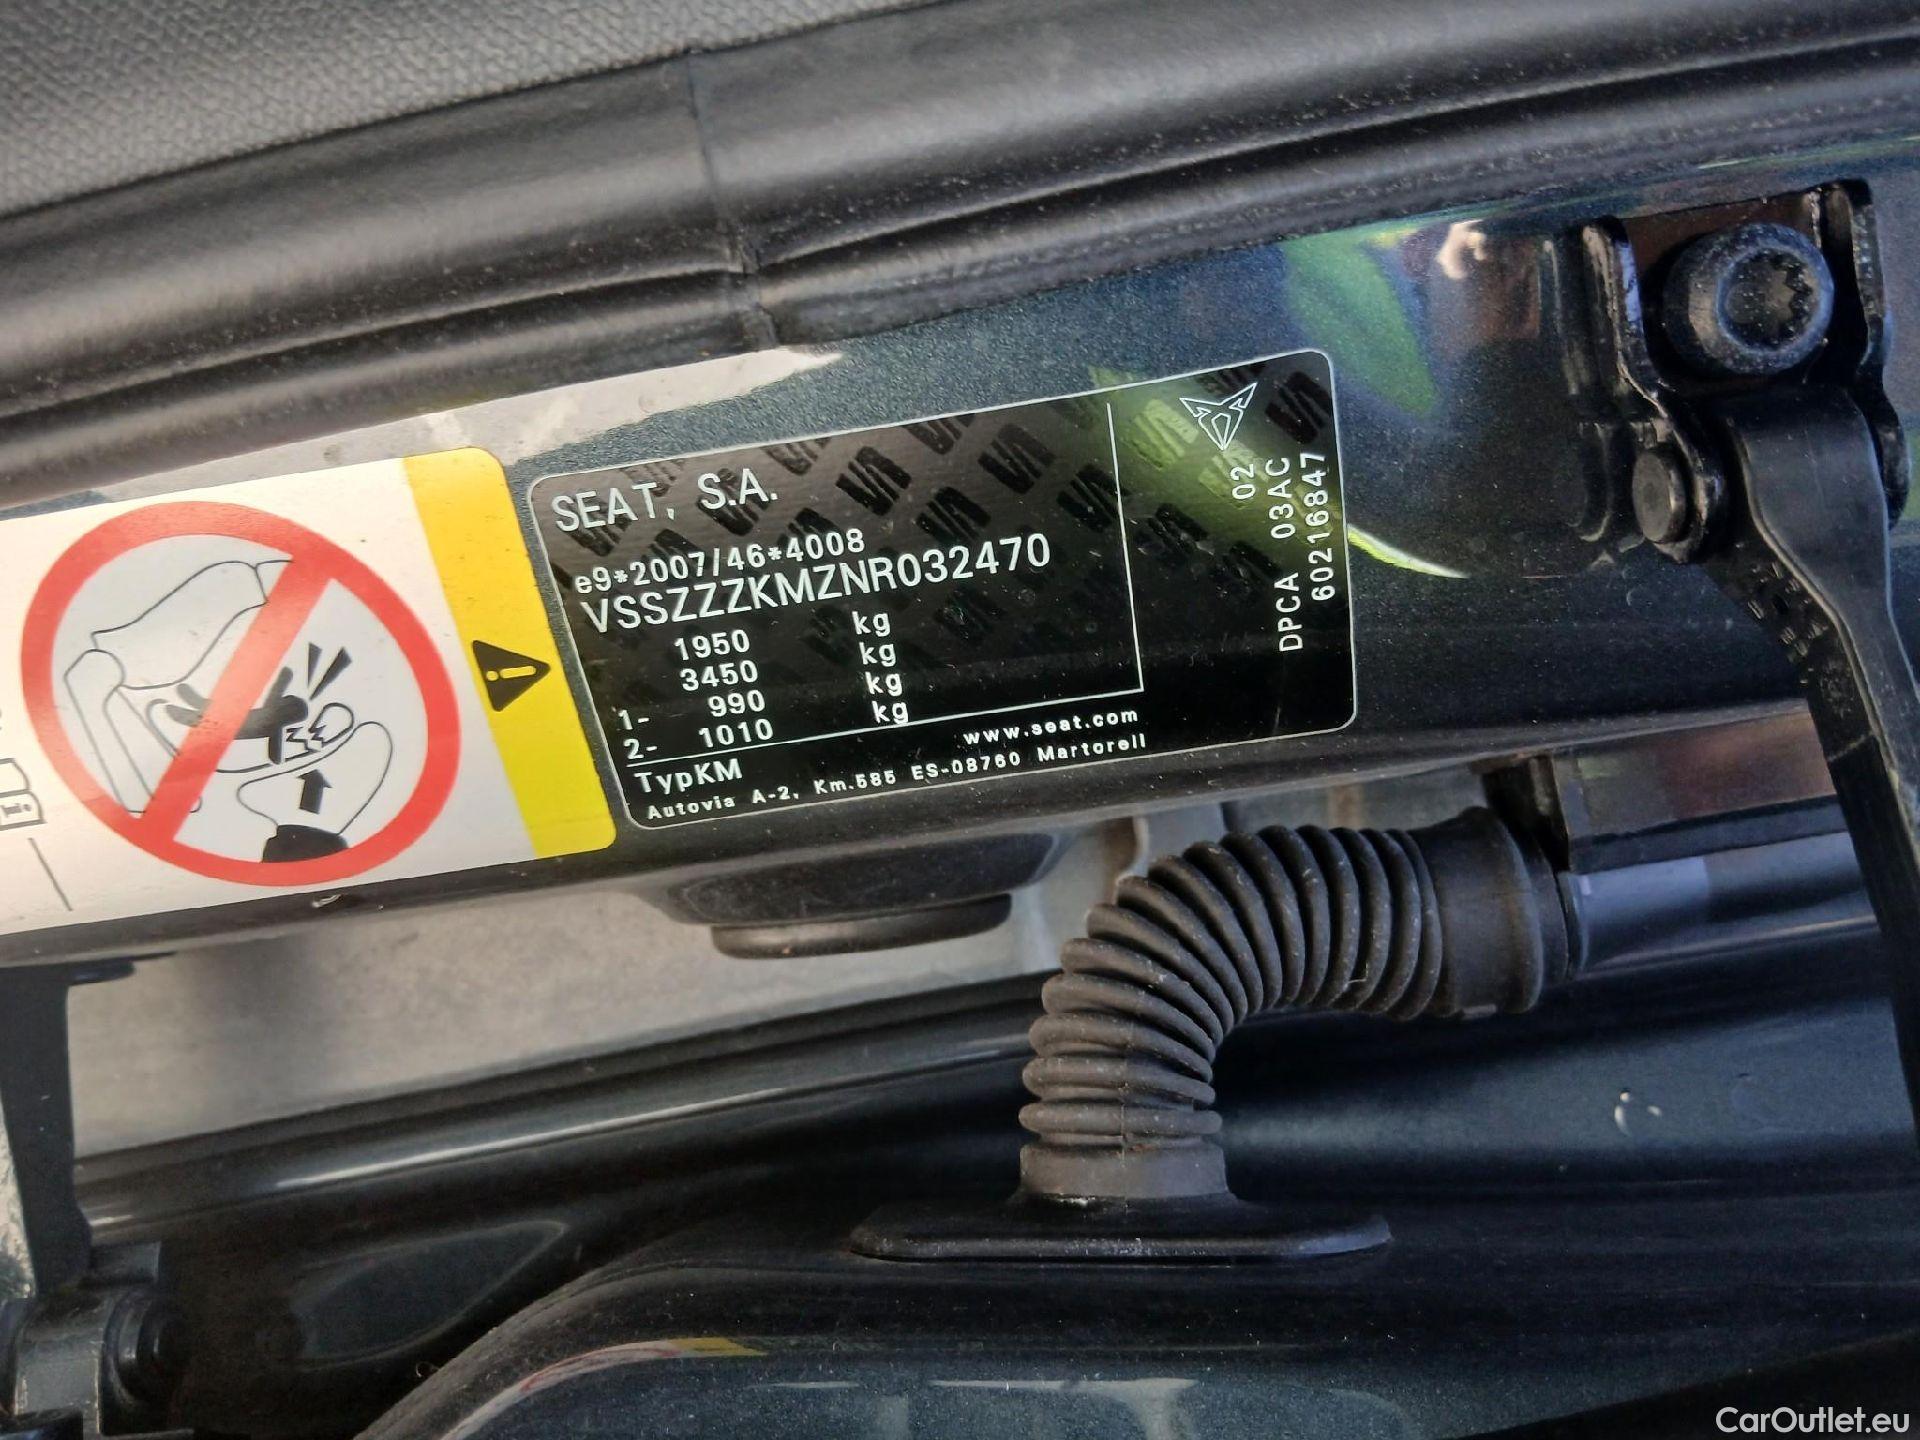 SEAT, S.A.
e9*2007/46*4008
VSSZZZKMZNR032470
1950 kg
3450 kg
1- 990 kg
2- 1010 kg
TypKM
www.seat.com
Autovia A-2, Km.585 ES-08760 Martorell
02
DPCA 03AC
60216847
CarOutlet.eu